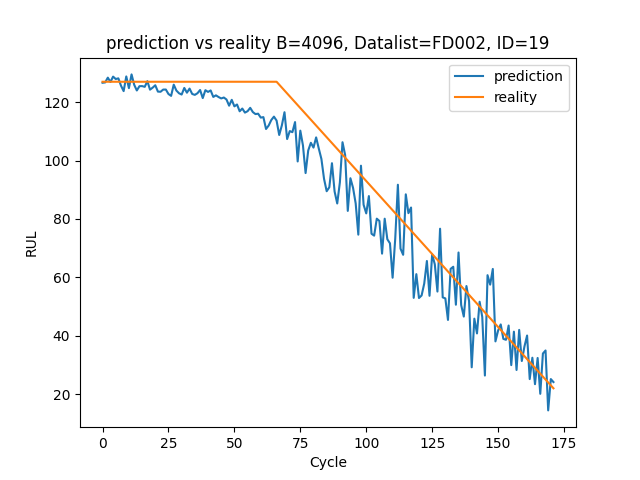 prediction vs reality B=4096, Datalist=FD002, ID=19
prediction
reality
RUL
120
100
80
60
40
20
0 25 50 75 100 125 150 175
Cycle